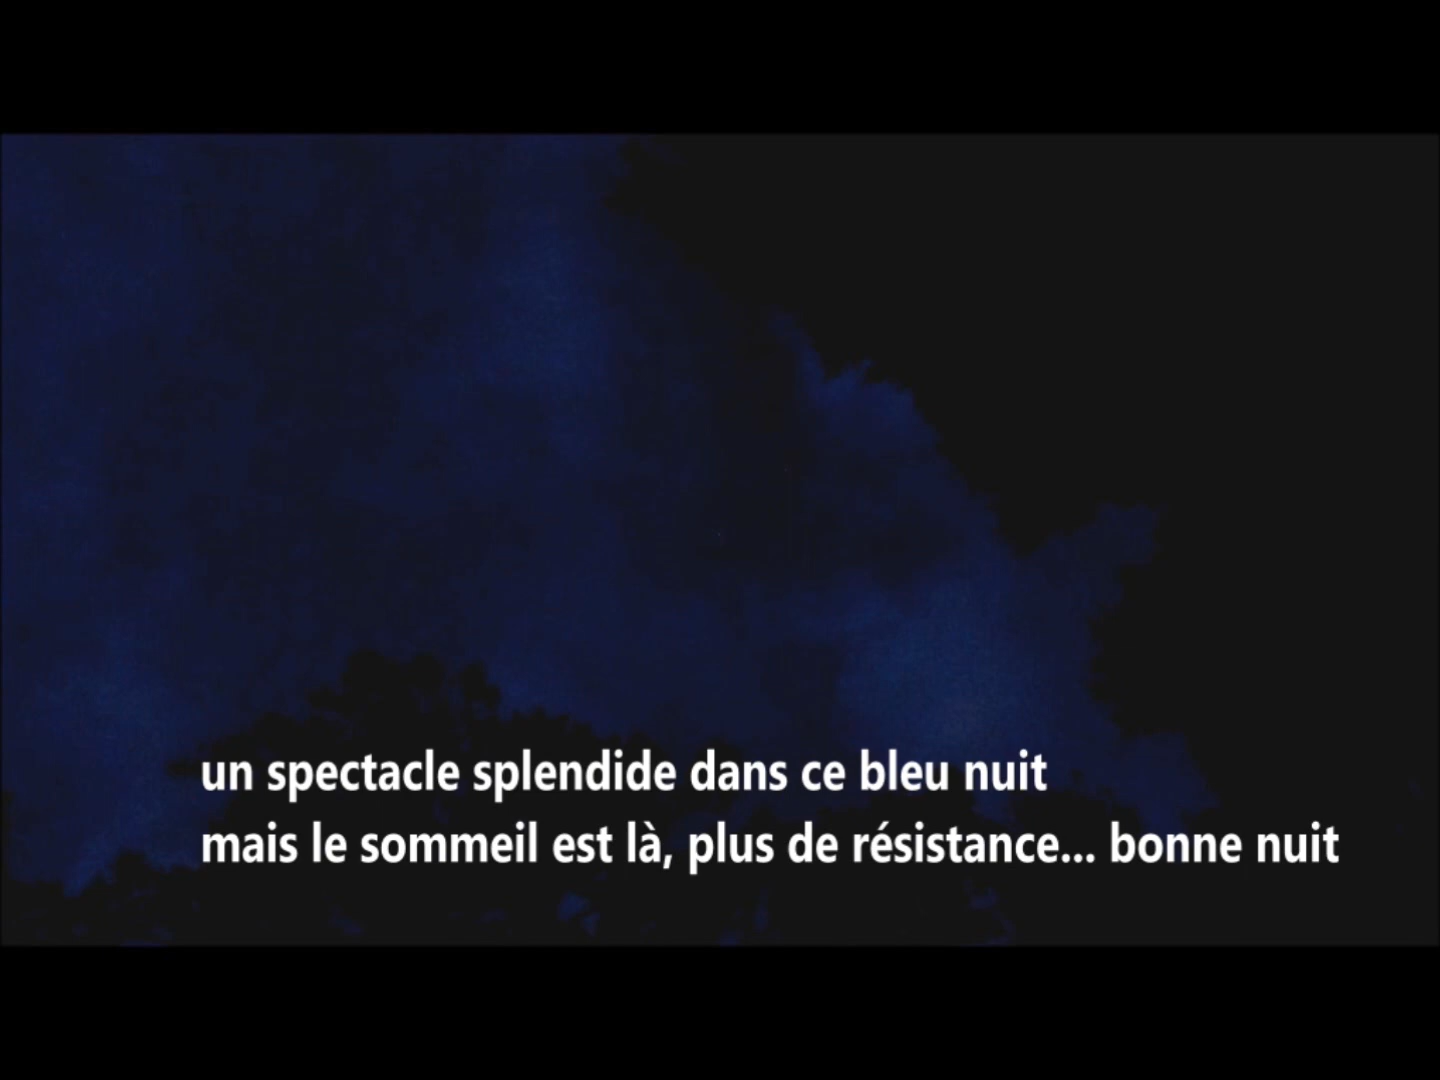 un spectacle splendide dans ce bleu nuit
mais le sommeil est là, plus de résistance... bonne nuit